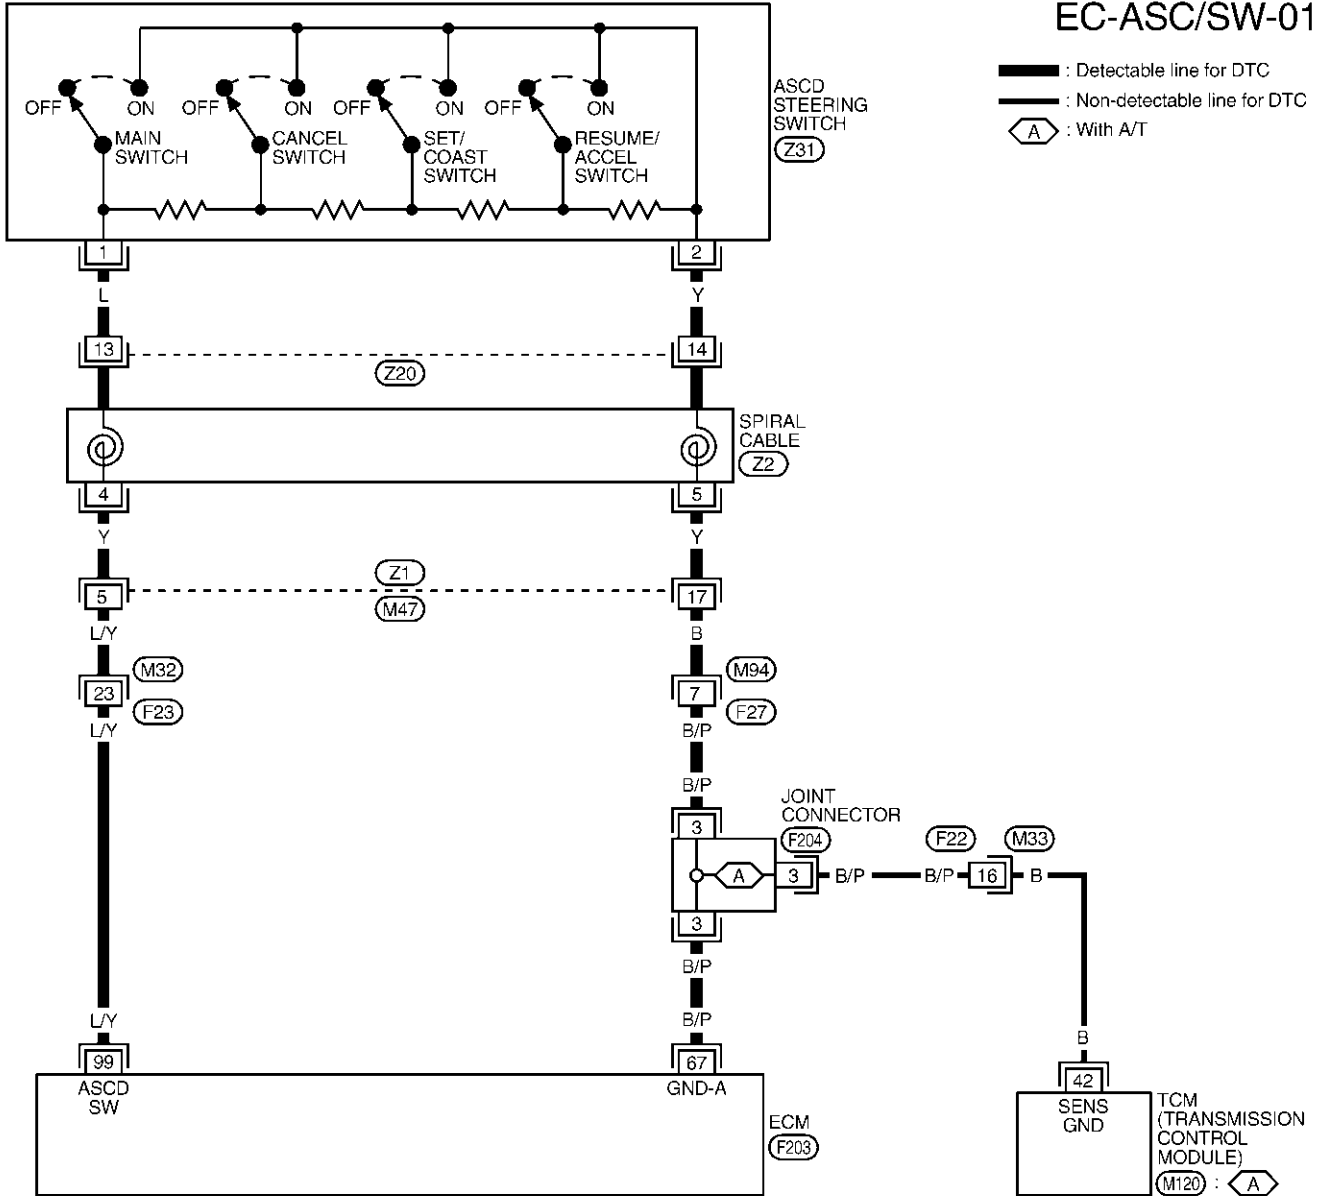 EC-ASC/SW-01
: Detectable line for DTC
: Non-detectable line for DTC
A : With A/T
OFF ON OFF ON OFF ON OFF ON
MAIN
SWITCH
CANCEL
SWITCH
SET/
COAST
SWITCH
RESUME/
ACCEL
SWITCH
ASCD
STEERING
SWITCH
Z31
1 2
L Y
13 14
Z20
SPIRAL
CABLE
Z2
4 5
Y Y
Z1
5 17
M47
L/Y B
M32 M94
23 7
F23 F27
L/Y B/P
B/P
JOINT
CONNECTOR
F204
3
F22 M33
A 3 B/P B/P 16 B
3
B/P
L/Y B/P
99 67
ASCD
SW
GND-A
ECM
F203
B
42
SENS
GND
TCM
(TRANSMISSION
CONTROL
MODULE)
M120 : A